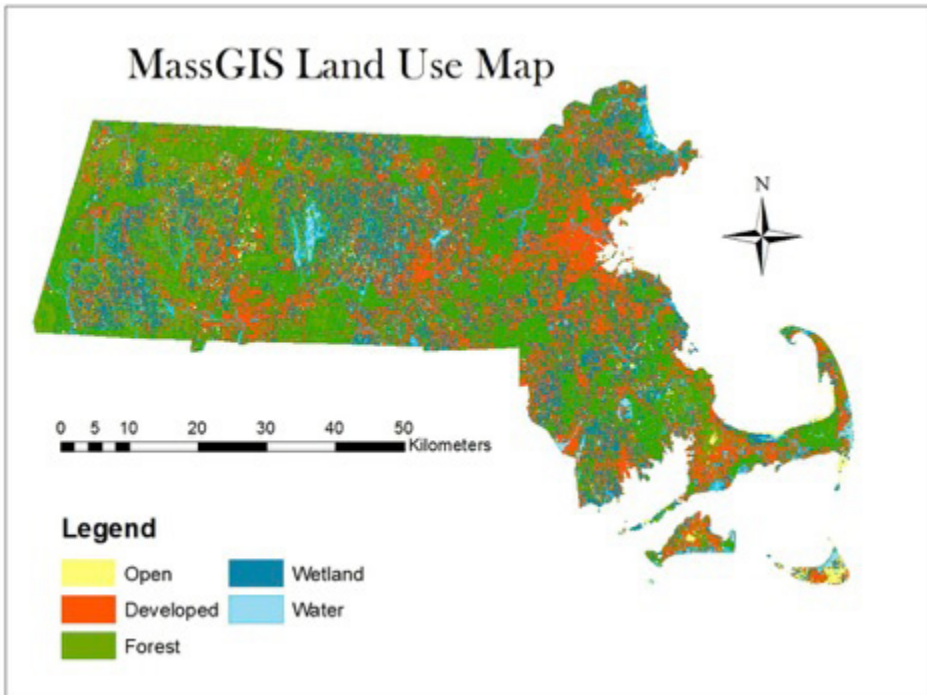 MassGIS Land Use Map
N
0 5 10 20 30 40 50
Kilometers
Legend
Open
Developed
Forest
Wetland
Water